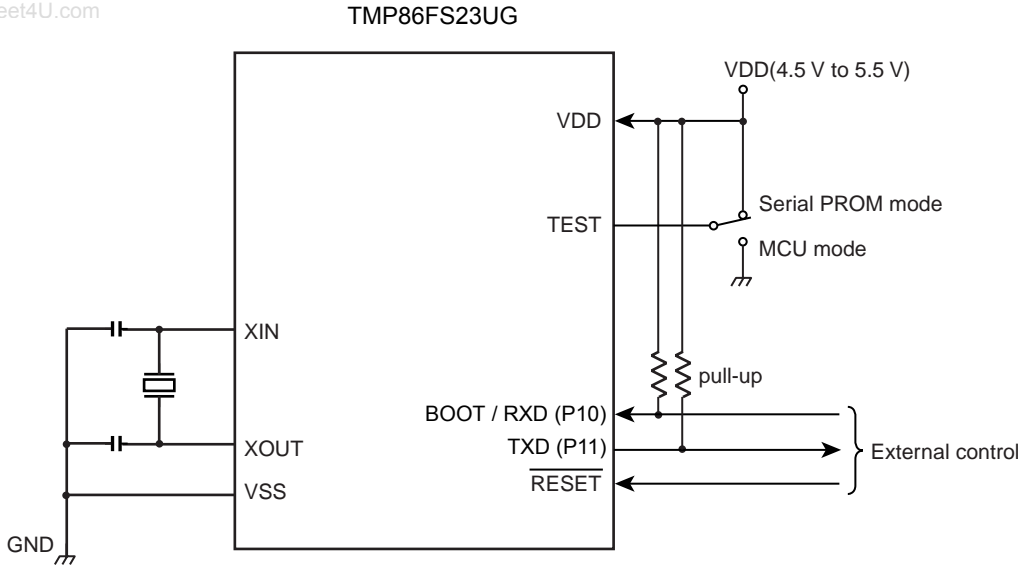 eet4U.com
TMP86FS23UG
VDD(4.5 V to 5.5 V)
VDD
Serial PROM mode
TEST
MCU mode
XIN
pull-up
BOOT / RXD (P10)
TXD (P11)
External control
XOUT
RESET
VSS
GND